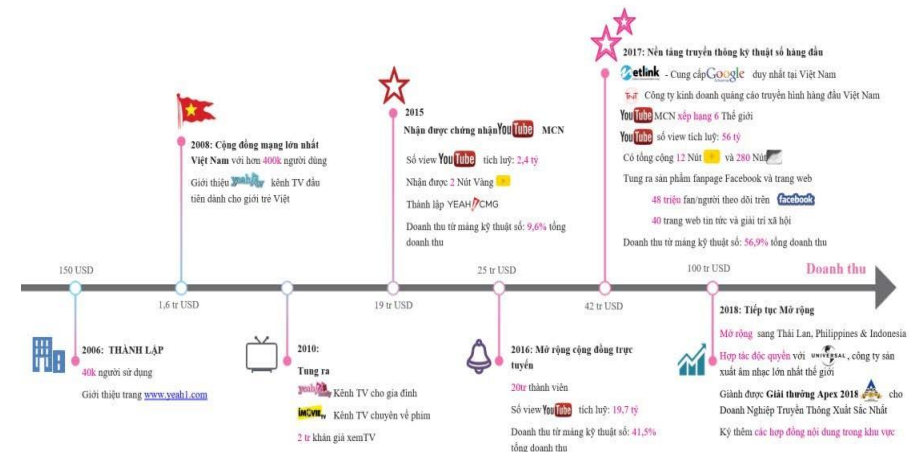 2017: Nền tảng truyền thông kỹ thuật số hàng đầu
netlink - Cung cấp Google duy nhất tại Việt Nam
TNT Công ty kinh doanh quảng cáo truyền hình hàng đầu Việt Nam
YouTube MCN xếp hạng 6 Thế giới
YouTube số view tích luỹ: 56 tỷ
Có tổng cộng 12 Nút và 280 Nút
Tung ra sản phẩm fanpage Facebook và trang web
48 triệu fan/người theo dõi trên facebook
40 trang web tin tức và giải trí xã hội
Doanh thu từ mảng kỹ thuật số: 56,9% tổng doanh thu
2015
Nhận được chứng nhận YouTube MCN
Số view YouTube tích luỹ: 2,4 tỷ
Nhận được 2 Nút Vàng
Thành lập YEAH1CMG
Doanh thu từ mảng kỹ thuật số: 9,6% tổng
doanh thu
2008: Cộng đồng mạng lớn nhất
Việt Nam với hơn 400k người dùng
Giới thiệu yeah1tv kênh TV đầu
tiên dành cho giới trẻ Việt
150 USD
1,6 tr USD
19 tr USD
25 tr USD
42 tr USD
100 tr USD
Doanh thu
2006: THÀNH LẬP
40k người sử dụng
Giới thiệu trang www.yeah1.com
2010:
Tung ra
yeah1 Kênh TV cho gia đình
iMOVIE TV Kênh TV chuyên về phim
2 tr khán giả xemTV
2016: Mở rộng cộng đồng trực
tuyến
20tr thành viên
Số view YouTube tích luỹ: 19,7 tỷ
Doanh thu từ mảng kỹ thuật số: 41,5%
tổng doanh thu
2018: Tiếp tục Mở rộng
Mở rộng sang Thái Lan, Philippines & Indonesia
Hợp tác độc quyền với UNIVERSAL, công ty sản
xuất âm nhạc lớn nhất thế giới
Giành được Giải thưởng Apex 2018 cho
Doanh Nghiệp Truyền Thông Xuất Sắc Nhất
Ký thêm các hợp đồng nội dung trong khu vực